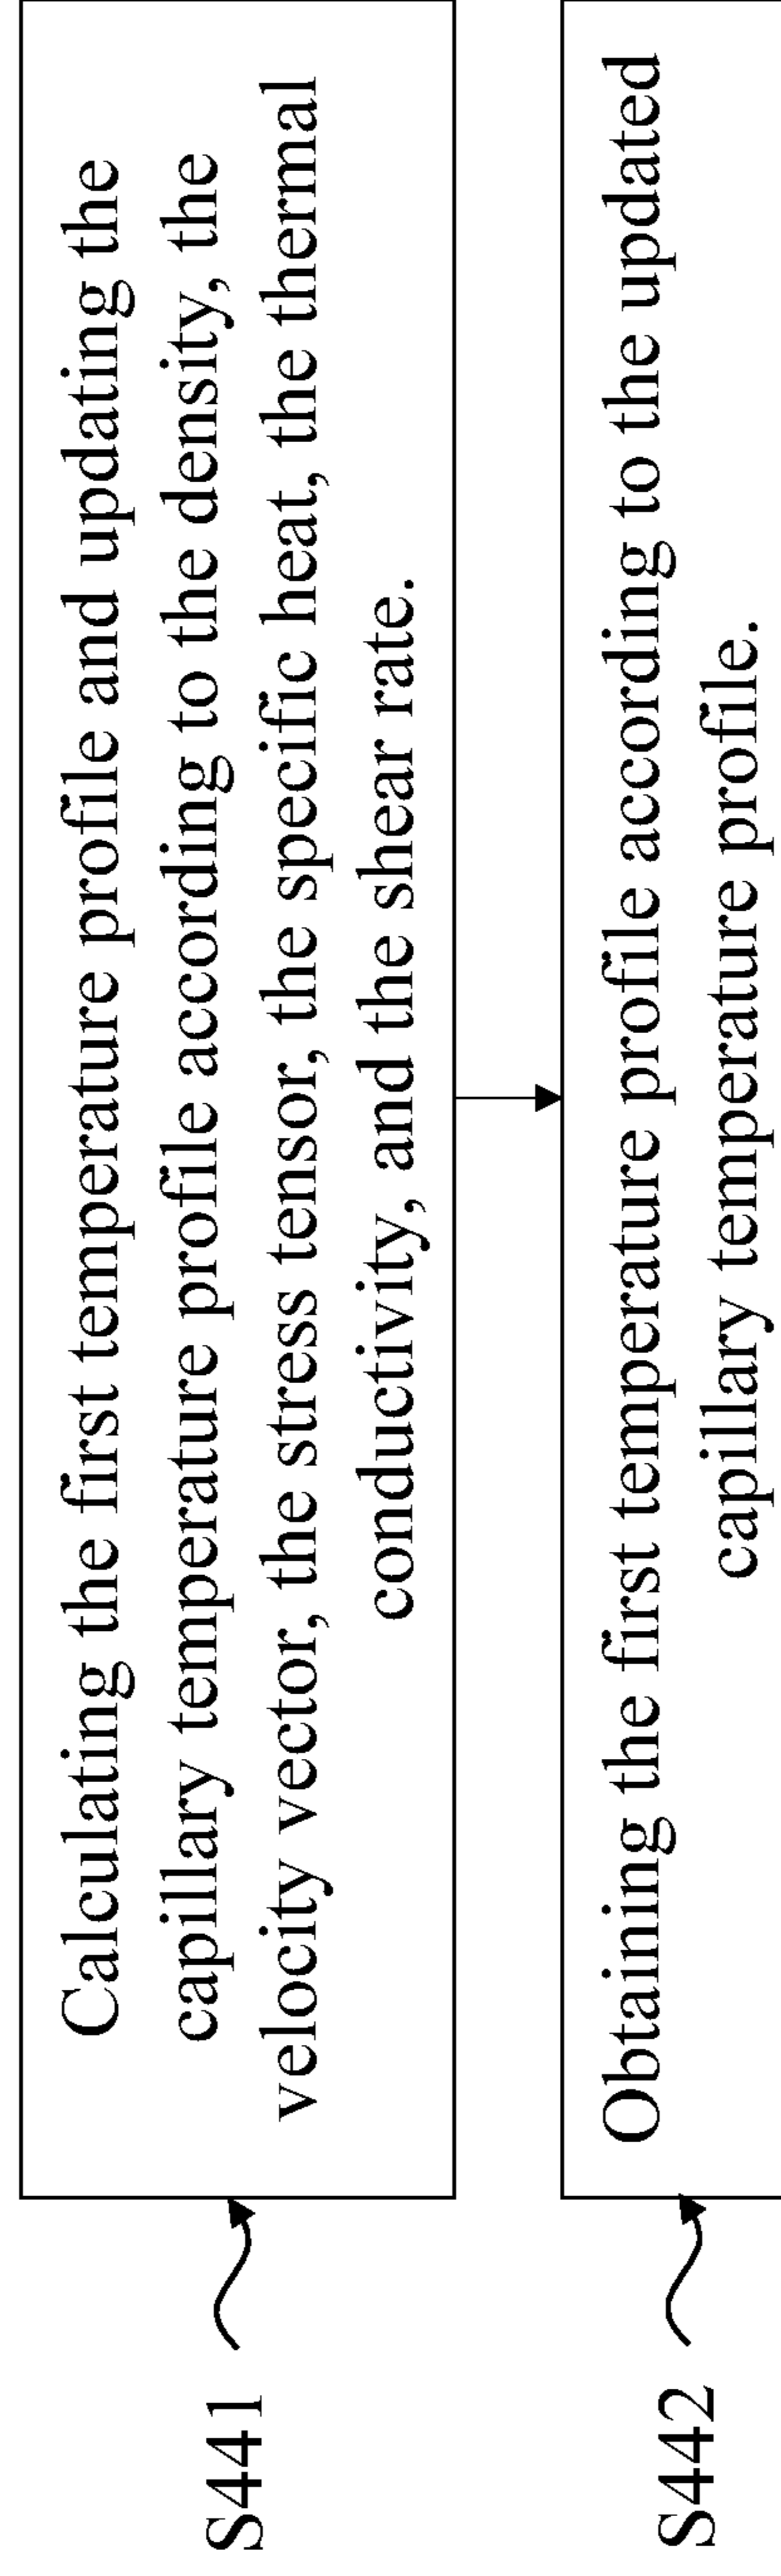 S441
Calculating the first temperature profile and updating the
capillary temperature profile according to the density, the
velocity vector, the stress tensor, the specific heat, the thermal
conductivity, and the shear rate.
S442
Obtaining the first temperature profile according to the updated
capillary temperature profile.